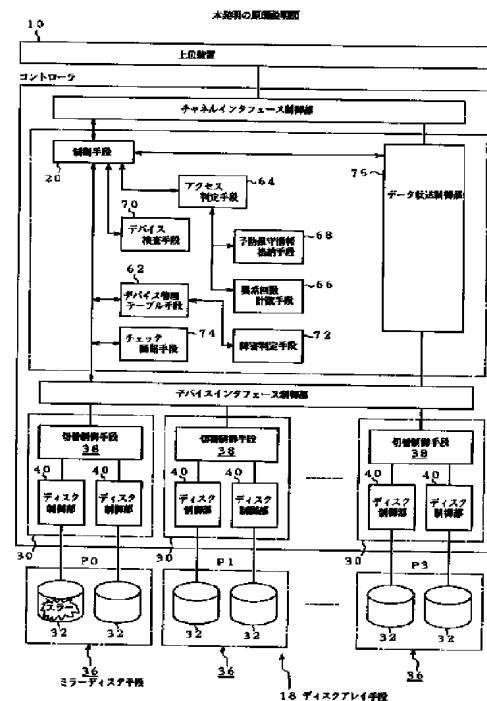 本発明の原理説明図
10
上位装置
コントローラ
チャネルインタフェース制御部
制御手段
20
アクセス
判定手段
64
76
データ転送制御部
70
デバイス
検査手段
予防保守情報
格納手段
68
62
デバイス管理
テーブル手段
異常回数
計数手段
66
チェック
回路手段
74
障害判定手段
72
デバイスインタフェース制御部
切替制御手段
38
切替制御手段
38
切替制御手段
38
40
40
40
40
40
40
ディスク
制御部
ディスク
制御部
ディスク
制御部
ディスク
制御部
ディスク
制御部
ディスク
制御部
30
30
30
P0
P1
P3
エラー
32
32
32
32
32
32
36
36
36
ミラーディスク手段
18 ディスクアレイ手段